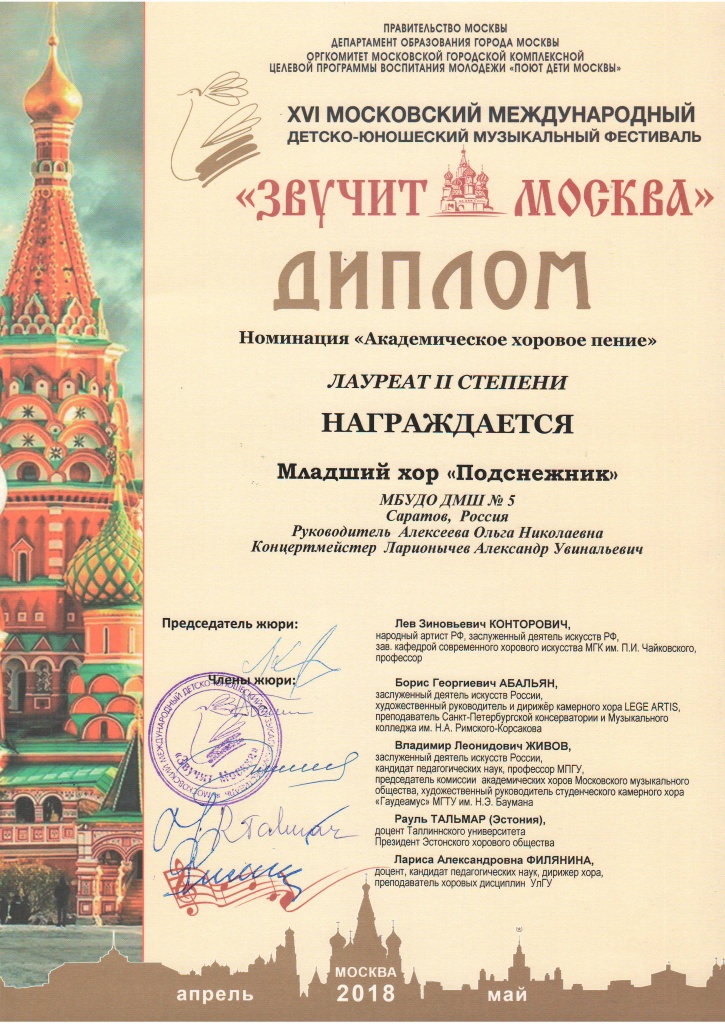 ПРАВИТЕЛЬСТВО МОСКВЫ
ДЕПАРТАМЕНТ ОБРАЗОВАНИЯ ГОРОДА МОСКВЫ
ОРГКОМИТЕТ МОСКОВСКОЙ ГОРОДСКОЙ КОМПЛЕКСНОЙ
ЦЕЛЕВОЙ ПРОГРАММЫ ВОСПИТАНИЯ МОЛОДЕЖИ «ПОЮТ ДЕТИ МОСКВЫ»
XVI МОСКОВСКИЙ МЕЖДУНАРОДНЫЙ
ДЕТСКО-ЮНОШЕСКИЙ МУЗЫКАЛЬНЫЙ ФЕСТИВАЛЬ
«ЗВУЧИТ МОСКВА»
ДИПЛОМ
Номинация «Академическое хоровое пение»
ЛАУРЕАТ II СТЕПЕНИ
НАГРАЖДАЕТСЯ
Младший хор «Подснежник»
МБУДО ДМШ № 5
Саратов, Россия
Руководитель Алексеева Ольга Николаевна
Концертмейстер Ларионычев Александр Увинальевич
Председатель жюри:
Лев Зиновьевич КОНТОРОВИЧ,
народный артист РФ, заслуженный деятель искусств РФ,
зав. кафедрой современного хорового искусства МГК им. П.И. Чайковского,
профессор
Члены жюри:
Борис Георгиевич АБАЛЬЯН,
заслуженный деятель искусств России,
художественный руководитель и дирижёр камерного хора LEGE ARTIS,
преподаватель Санкт-Петербургской консерватории и Музыкального
колледжа им. Н.А. Римского-Корсакова
Владимир Леонидович ЖИВОВ,
заслуженный деятель искусств России,
кандидат педагогических наук, профессор МПГУ,
председатель комиссии академических хоров Московского музыкального
общества, художественный руководитель студенческого камерного хора
«Гаудеамус» МГТУ им. Н.Э. Баумана
Рауль ТАЛЬМАР (Эстония),
доцент Таллиннского университета
Президент Эстонского хорового общества
Лариса Александровна ФИЛЯНИНА,
доцент, кандидат педагогических наук, дирижер хора,
преподаватель хоровых дисциплин УлГУ
МОСКОВСКИЙ МЕЖДУНАРОДНЫЙ ДЕТСКО-ЮНОШЕСКИЙ
«Звучит Москва»
МОСКВА
апрель 2018 май